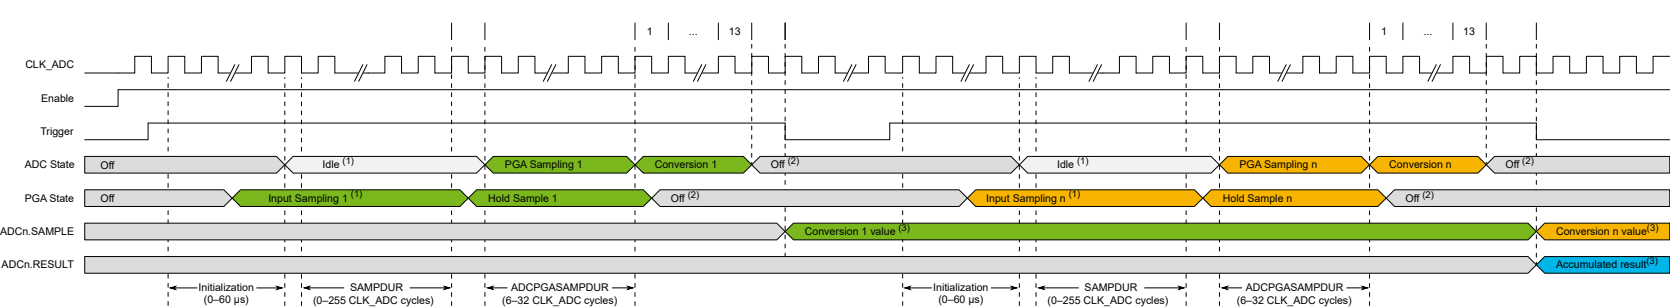 1 ... 13 1 ... 13
CLK_ADC
Enable
Trigger
ADC State Off Idle (1) PGA Sampling 1 Conversion 1 Off (2) Idle (1) PGA Sampling n Conversion n Off (2)
PGA State Off Input Sampling 1 (1) Hold Sample 1 Off (2) Input Sampling n (1) Hold Sample n Off (2)
ADCn.SAMPLE Conversion 1 value (3) Conversion n value(3)
ADCn.RESULT Accumulated result(3)
Initialization SAMPDUR ADCPGASAMPDUR Initialization SAMPDUR ADCPGASAMPDUR
(0–60 µs) (0–255 CLK_ADC cycles) (6–32 CLK_ADC cycles) (0–60 µs) (0–255 CLK_ADC cycles) (6–32 CLK_ADC cycles)